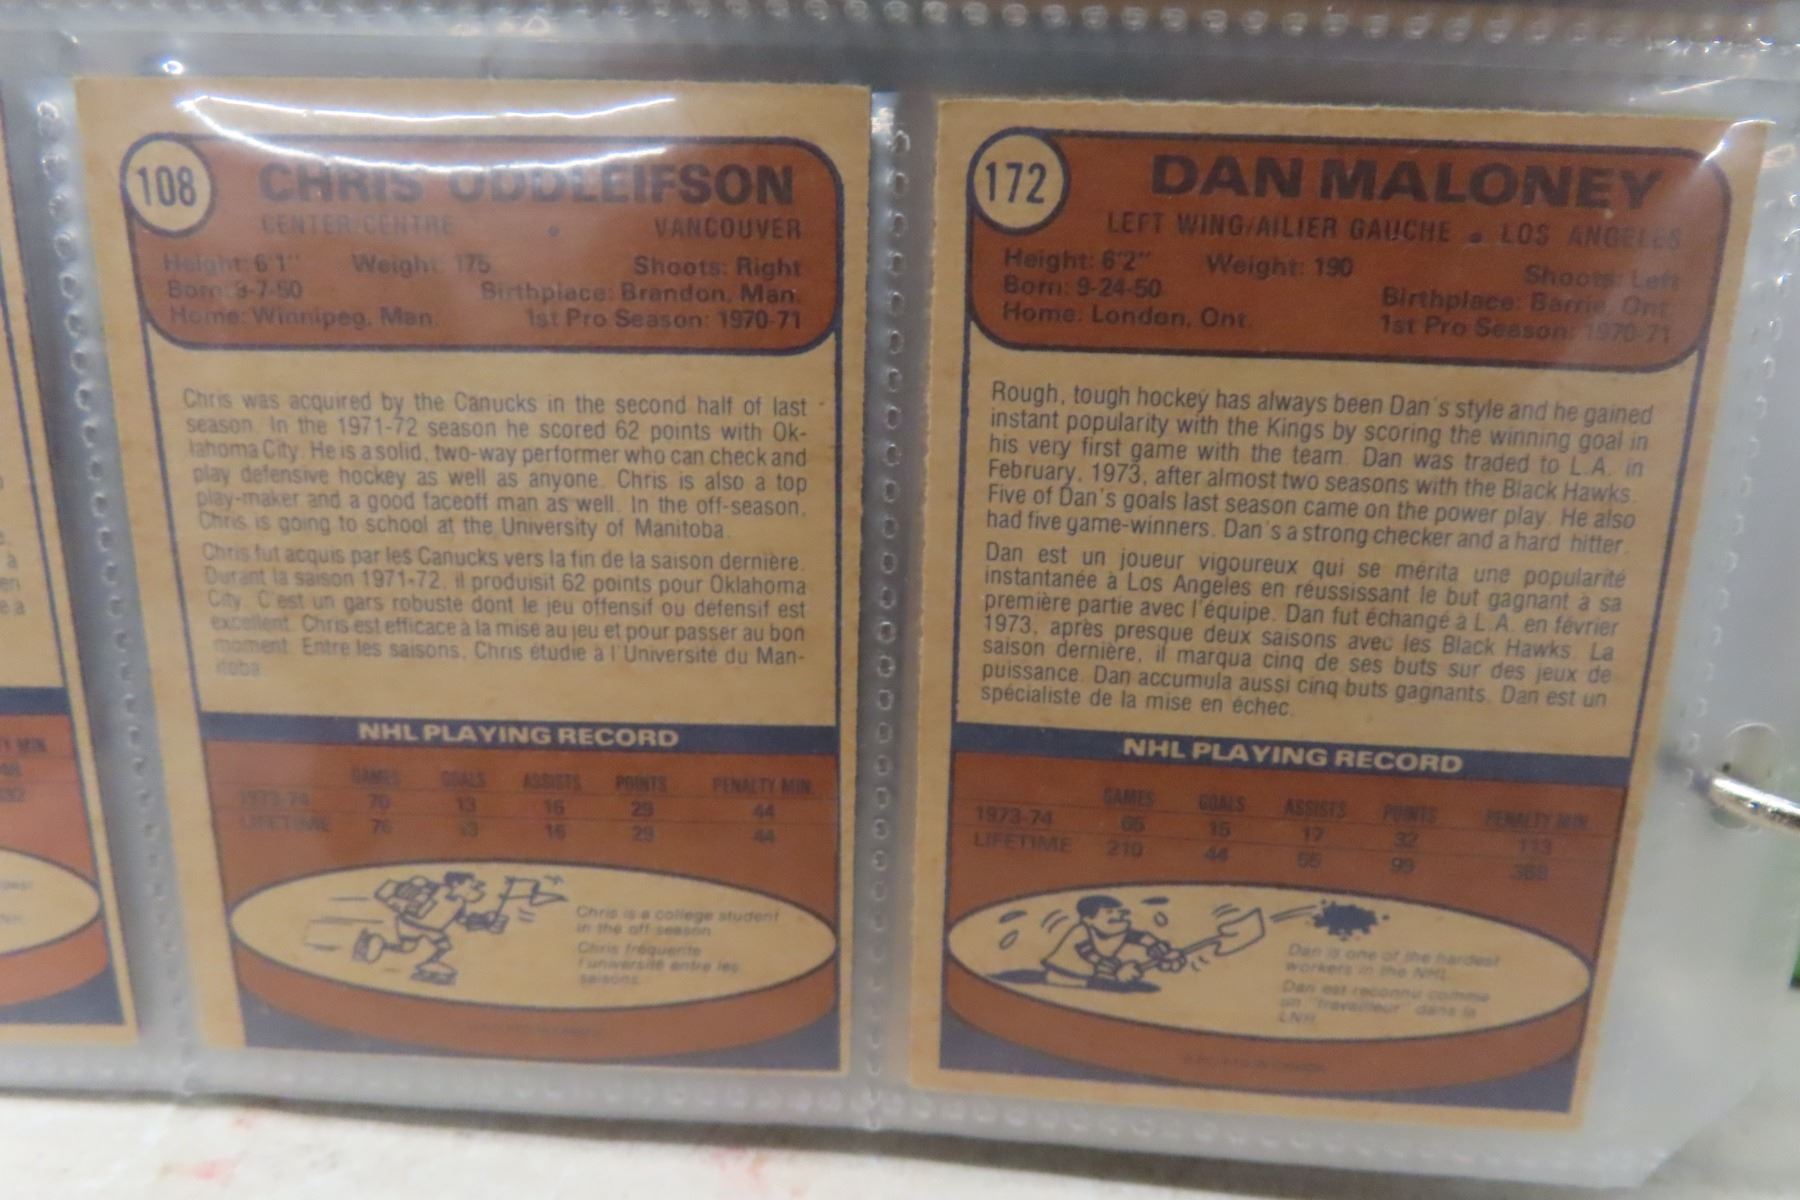 108
CHRIS ODDLEIFSON
CENTER/CENTRE • VANCOUVER
Height: 6'1" Weight: 175 Shoots: Right
Born: 9-7-50 Birthplace: Brandon, Man.
Home: Winnipeg, Man. 1st Pro Season: 1970-71
Chris was acquired by the Canucks in the second half of last
season. In the 1971-72 season he scored 62 points with Ok-
lahoma City. He is a solid, two-way performer who can check and
play defensive hockey as well as anyone. Chris is also a top
play-maker and a good faceoff man as well. In the off-season,
Chris is going to school at the University of Manitoba.
Chris fut acquis par les Canucks vers la fin de la saison dernière.
Durant la saison 1971-72, il produisit 62 points pour Oklahoma
City. C'est un gars robuste dont le jeu offensif ou défensif est
excellent. Chris est efficace à la mise au jeu et pour passer au bon
moment. Entre les saisons, Chris étudie à l'Université du Man-
itoba.
NHL PLAYING RECORD
GAMES GOALS ASSISTS POINTS PENALTY MIN.
1973-74 70 13 16 29 44
LIFETIME 76 13 16 29 44
Chris is a college student
in the off season.
Chris fréquente
l'université entre les
saisons.
172
DAN MALONEY
LEFT WING/AILIER GAUCHE • LOS ANGELES
Height: 6'2" Weight: 190 Shoots: Left
Born: 9-24-50 Birthplace: Barrie, Ont.
Home: London, Ont. 1st Pro Season: 1970-71
Rough, tough hockey has always been Dan's style and he gained
instant popularity with the Kings by scoring the winning goal in
his very first game with the team. Dan was traded to L.A. in
February, 1973, after almost two seasons with the Black Hawks.
Five of Dan's goals last season came on the power play. He also
had five game-winners. Dan's a strong checker and a hard hitter.
Dan est un joueur vigoureux qui se mérita une popularité
instantanée à Los Angeles en réussissant le but gagnant à sa
première partie avec l'équipe. Dan fut échangé à L.A. en février
1973, après presque deux saisons avec les Black Hawks. La
saison dernière, il marqua cinq de ses buts sur des jeux de
puissance. Dan accumula aussi cinq buts gagnants. Dan est un
spécialiste de la mise en échec.
NHL PLAYING RECORD
GAMES GOALS ASSISTS POINTS PENALTY MIN.
1973-74 65 15 17 32 113
LIFETIME 210 44 55 99 368
Dan is one of the hardest
workers in the NHL.
Dan est reconnu comme
un "travailleur" dans la
LNH.